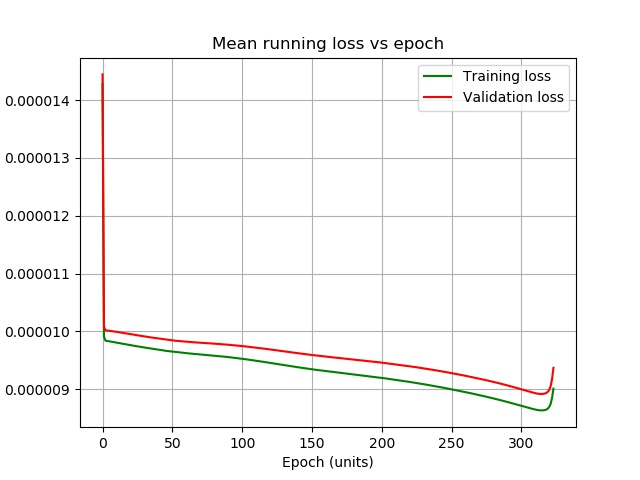 Mean running loss vs epoch
Training loss
Validation loss
0.000014
0.000013
0.000012
0.000011
0.000010
0.000009
0 50 100 150 200 250 300
Epoch (units)